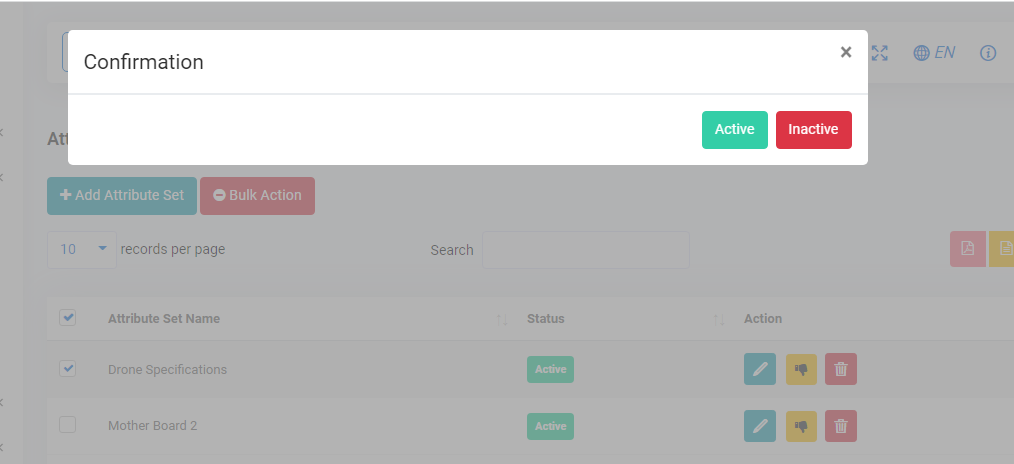 Confirmation
×
EN
Active
Inactive
Att
Add Attribute Set
Bulk Action
10
records per page
Search
Attribute Set Name
Status
Action
Drone Specifications
Active
Mother Board 2
Active